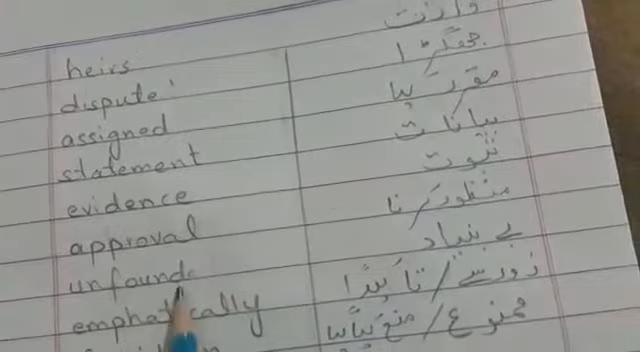 وارث
heirs جھگڑا
dispute مقرر کیا
assigned بیانات
statement ثبوت
evidence منظور کرنا
approval بے بنیاد
unfound زور سے / تاکیداً
emphatically ممنوع / منع کیا